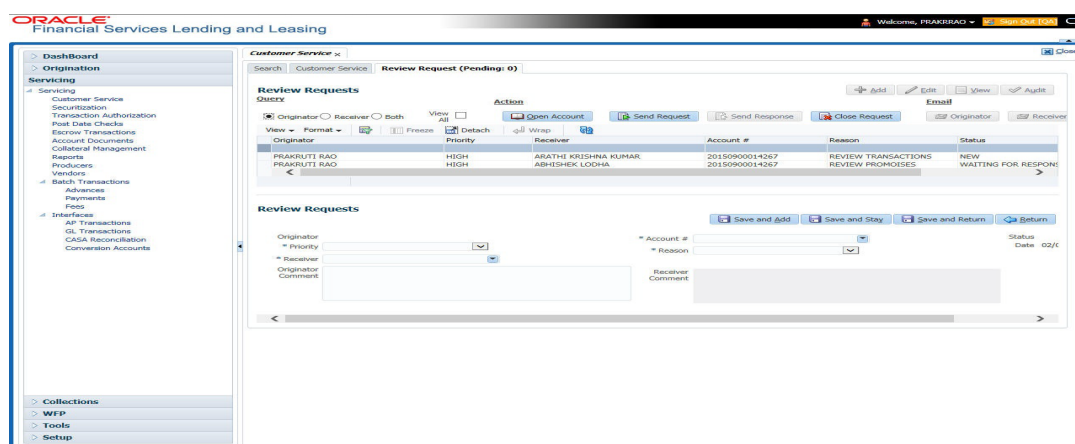 ORACLE
Financial Services Lending and Leasing
Welcome, PRAKRRAO
Sign Out [QA]
DashBoard
Origination
Servicing
Servicing
Customer Service
Securitization
Transaction Authorization
Post Date Checks
Escrow Transactions
Account Documents
Collateral Management
Reports
Producers
Vendors
Batch Transactions
Advances
Payments
Fees
Interfaces
AP Transactions
GL Transactions
CASA Reconciliation
Conversion Accounts
Collections
WFP
Tools
Setup
Customer Service ×
Close
Search Customer Service Review Request (Pending: 0)
Review Requests
Add Edit View Audit
Query Action Email
Originator Receiver Both View All Open Account Send Request Send Response Close Request Originator Receiver
View Format Freeze Detach Wrap
Originator Priority Receiver Account # Reason Status
PRAKRUTI RAO HIGH ARATHI KRISHNA KUMAR 20150900014267 REVIEW TRANSACTIONS NEW
PRAKRUTI RAO HIGH ABHISHEK LODHA 20150900014267 REVIEW PROMOISES WAITING FOR RESPONS
Review Requests
Save and Add Save and Stay Save and Return Return
Originator * Account # Status
* Priority * Reason Date 02/0
* Receiver
Originator Comment Receiver Comment